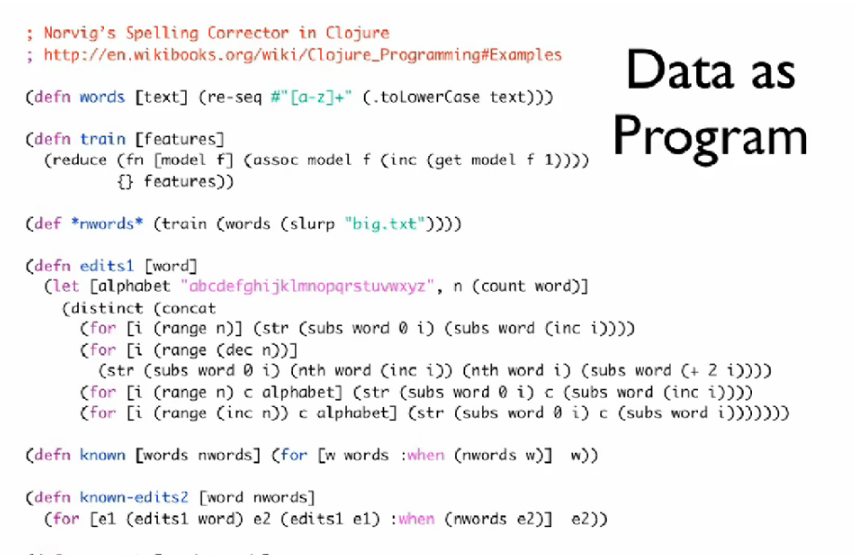 ; Norvig's Spelling Corrector in Clojure
; http://en.wikibooks.org/wiki/Clojure_Programming#Examples
Data as
Program
(defn words [text] (re-seq #"[a-z]+" (.toLowerCase text)))
(defn train [features]
  (reduce (fn [model f] (assoc model f (inc (get model f 1))))
          {} features))
(def *nwords* (train (words (slurp "big.txt"))))
(defn edits1 [word]
  (let [alphabet "abcdefghijklmnopqrstuvwxyz", n (count word)]
    (distinct (concat
      (for [i (range n)] (str (subs word 0 i) (subs word (inc i))))
      (for [i (range (dec n))]
        (str (subs word 0 i) (nth word (inc i)) (nth word i) (subs word (+ 2 i))))
      (for [i (range n) c alphabet] (str (subs word 0 i) c (subs word (inc i))))
      (for [i (range (inc n)) c alphabet] (str (subs word 0 i) c (subs word i)))))))
(defn known [words nwords] (for [w words :when (nwords w)]  w))
(defn known-edits2 [word nwords]
  (for [e1 (edits1 word) e2 (edits1 e1) :when (nwords e2)]  e2))